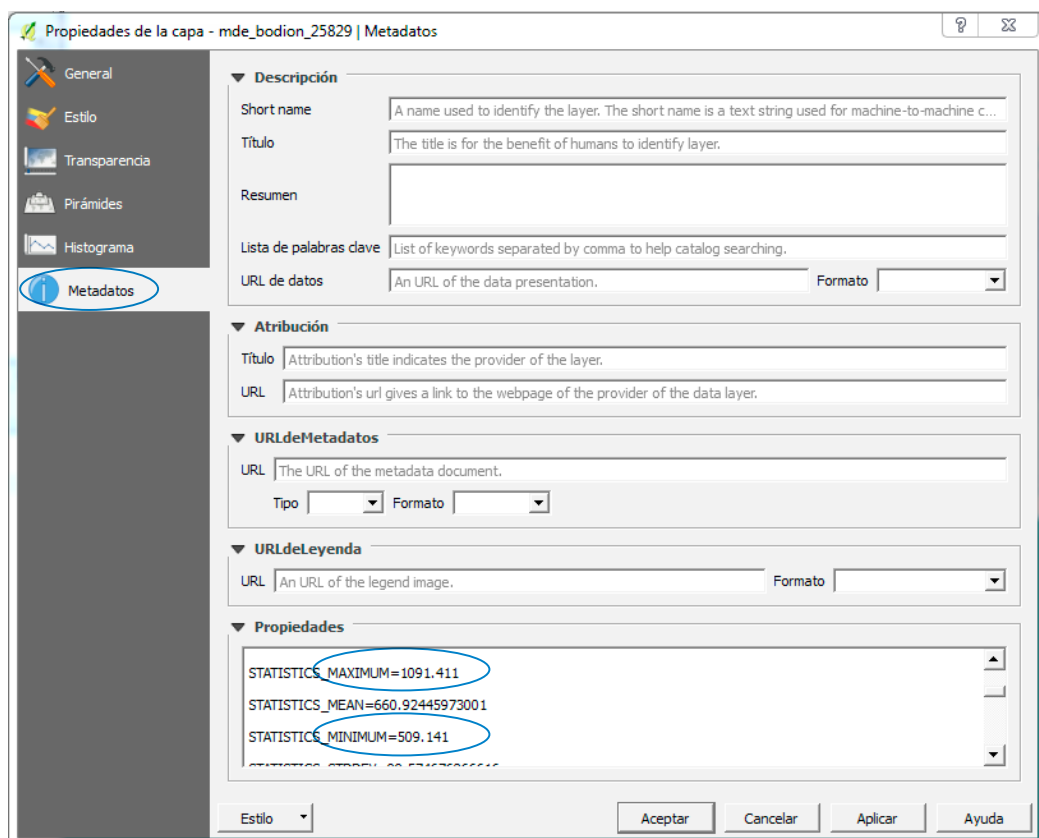 Propiedades de la capa - mde_bodion_25829 | Metadatos
General
Estilo
Transparencia
Pirámides
Histograma
Metadatos
Descripción
Short name
A name used to identify the layer. The short name is a text string used for machine-to-machine c...
Título
The title is for the benefit of humans to identify layer.
Resumen
Lista de palabras clave
List of keywords separated by comma to help catalog searching.
URL de datos
An URL of the data presentation.
Formato
Atribución
Título
Attribution's title indicates the provider of the layer.
URL
Attribution's url gives a link to the webpage of the provider of the data layer.
URLdeMetadatos
URL
The URL of the metadata document.
Tipo
Formato
URLdeLeyenda
URL
An URL of the legend image.
Formato
Propiedades
STATISTICS_MAXIMUM=1091.411
STATISTICS_MEAN=660.92445973001
STATISTICS_MINIMUM=509.141
Estilo
Aceptar
Cancelar
Aplicar
Ayuda